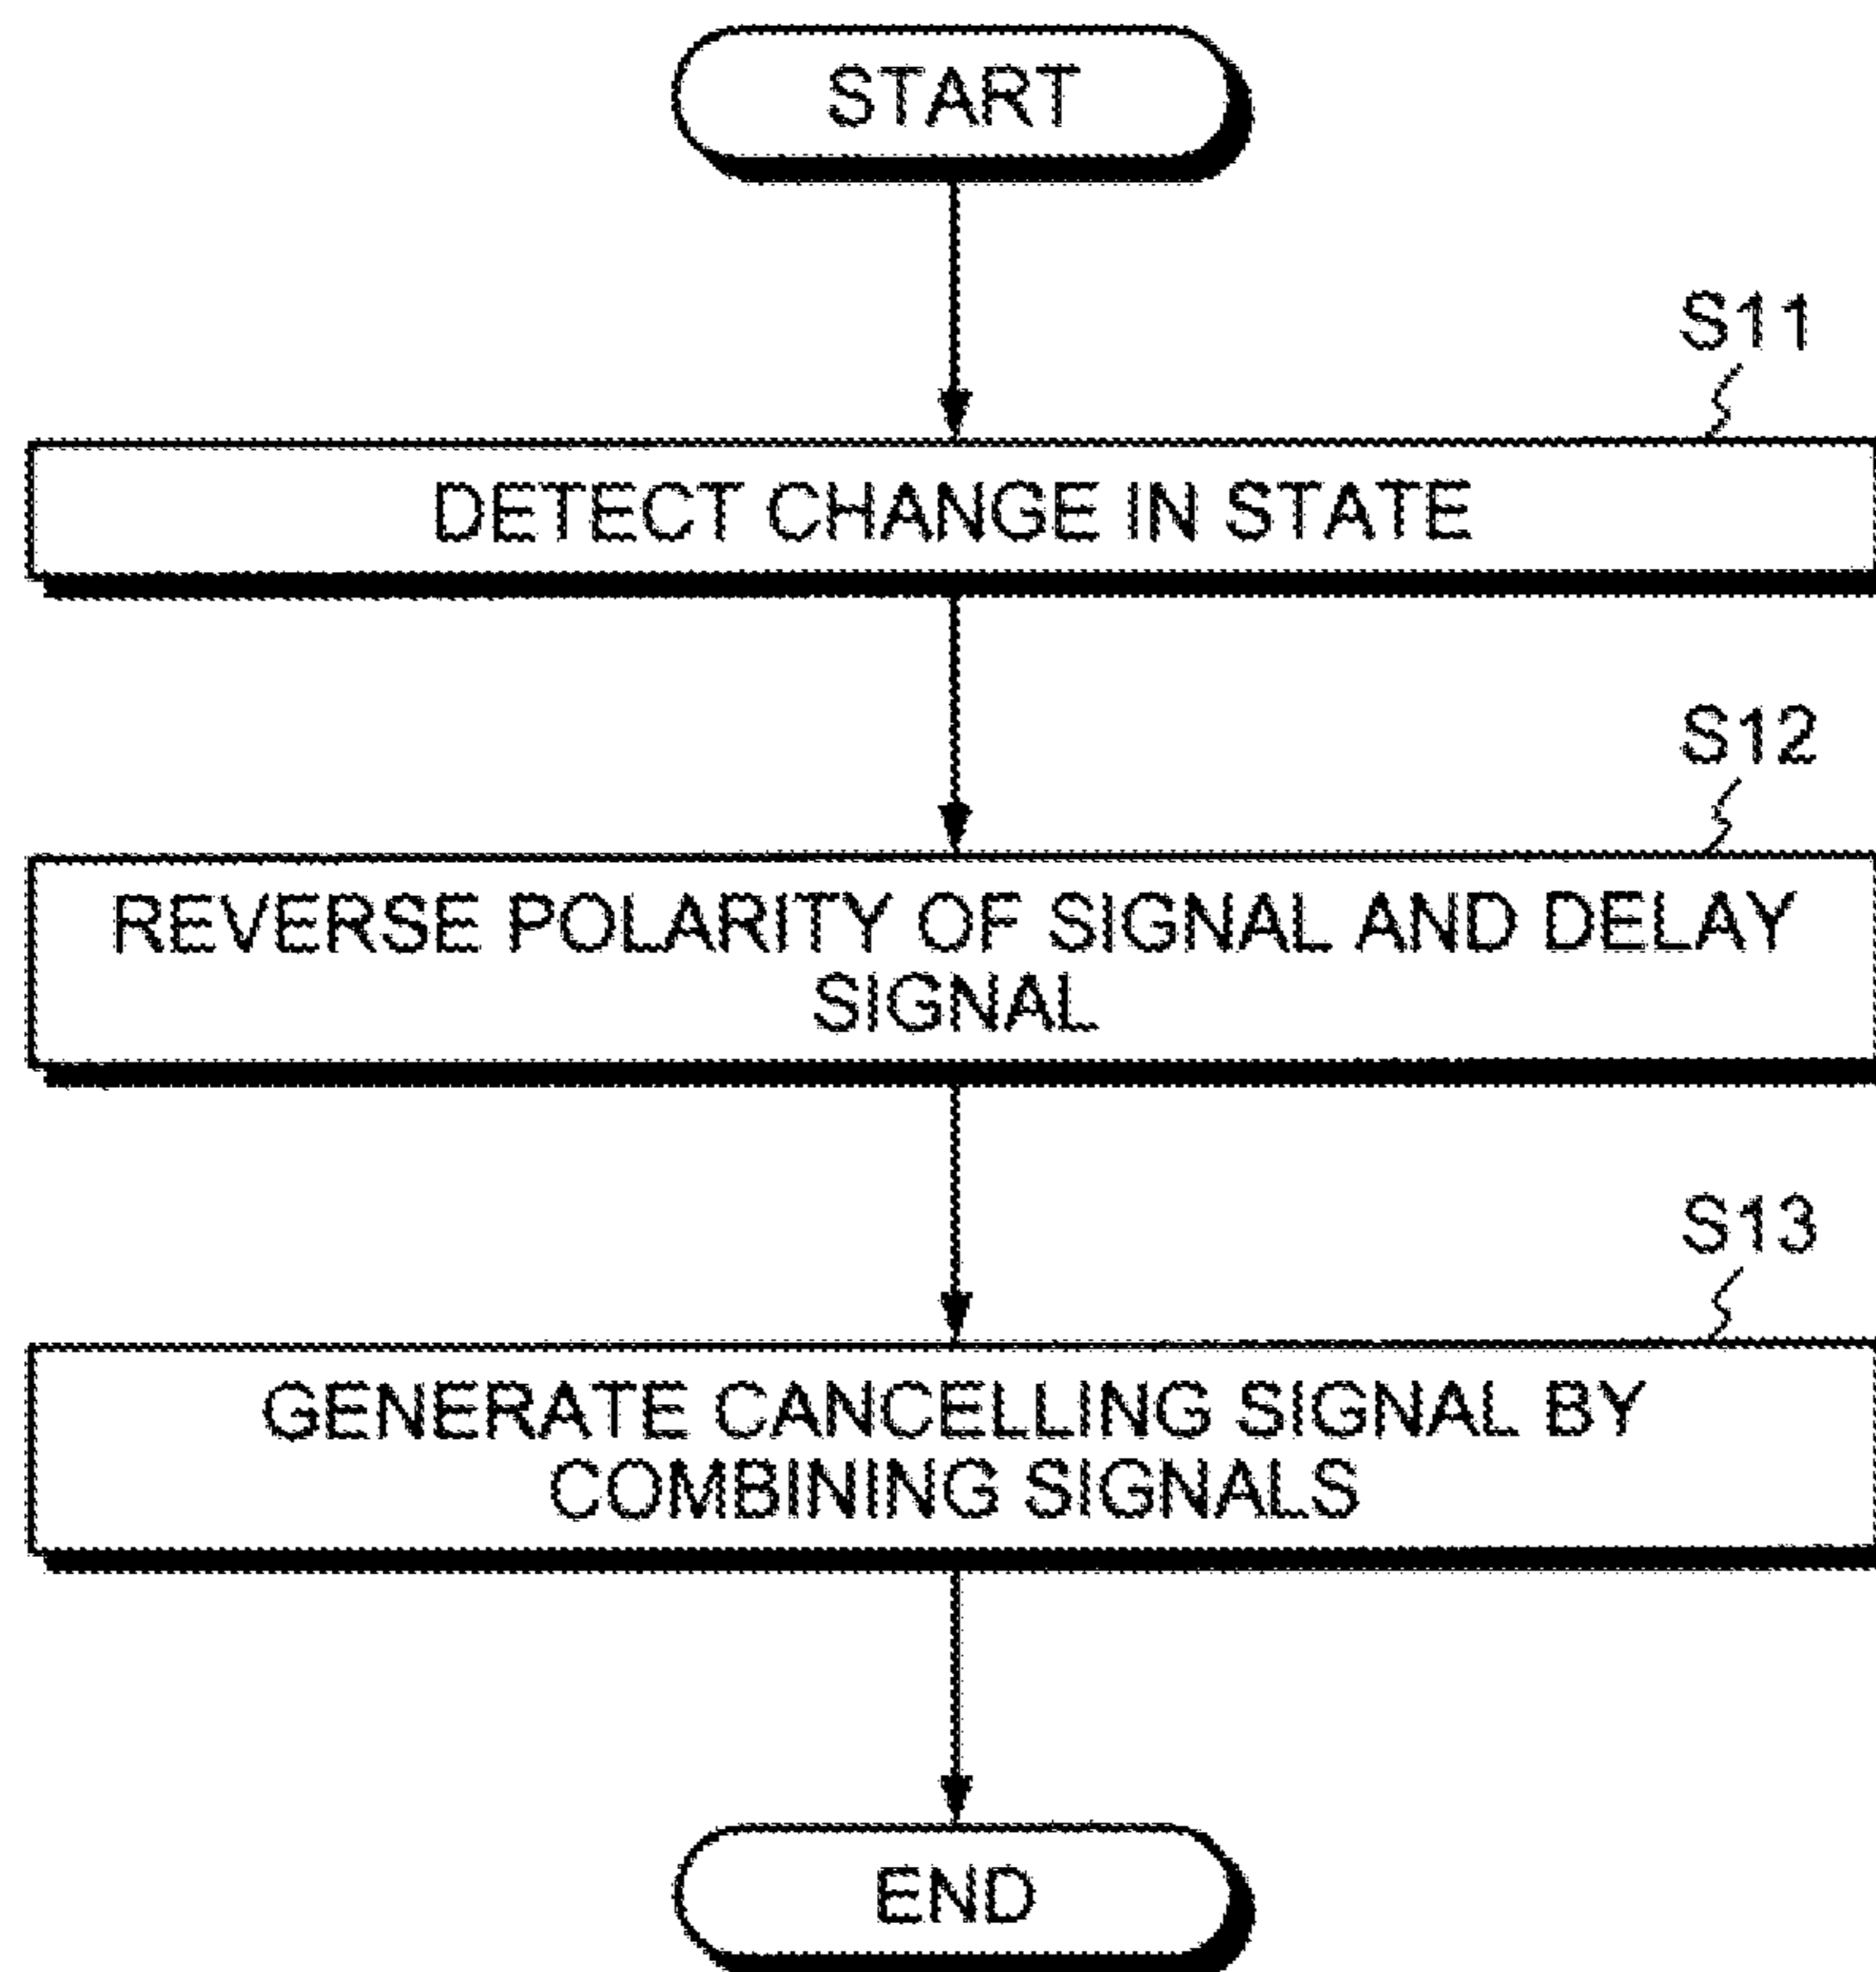 START
S11
DETECT CHANGE IN STATE
S12
REVERSE POLARITY OF SIGNAL AND DELAY
SIGNAL
S13
GENERATE CANCELLING SIGNAL BY
COMBINING SIGNALS
END